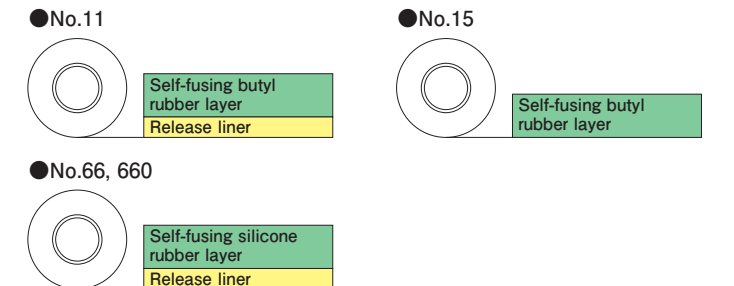 ●No.11
Self-fusing butyl
rubber layer
Release liner
●No.15
Self-fusing butyl
rubber layer
●No.66, 660
Self-fusing silicone
rubber layer
Release liner